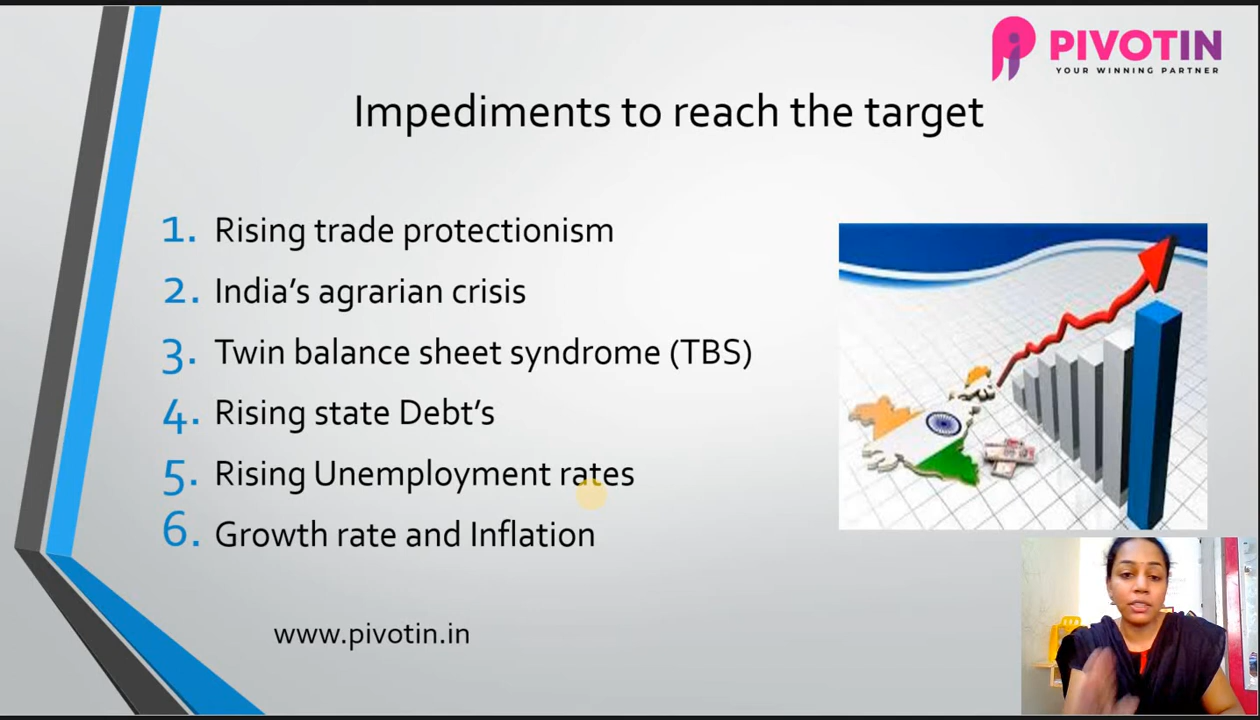 PIVOTIN
YOUR WINNING PARTNER
Impediments to reach the target
1. Rising trade protectionism
2. India’s agrarian crisis
3. Twin balance sheet syndrome (TBS)
4. Rising state Debt’s
5. Rising Unemployment rates
6. Growth rate and Inflation
www.pivotin.in